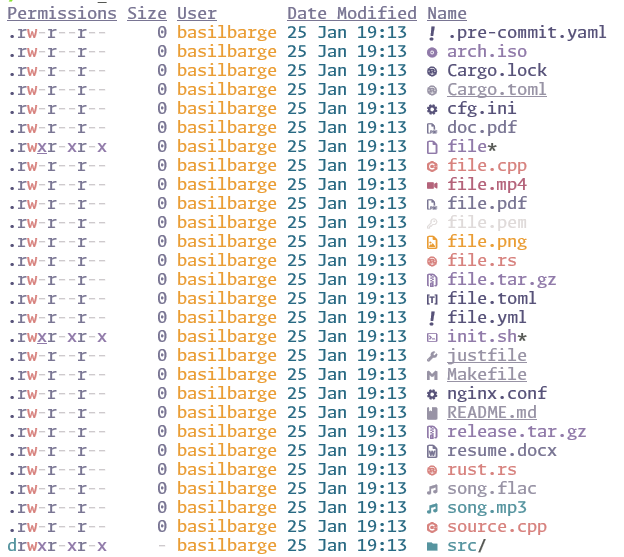 Permissions Size User Date Modified Name
.rw-r--r-- 0 basilbarge 25 Jan 19:13 .pre-commit.yaml
.rw-r--r-- 0 basilbarge 25 Jan 19:13 arch.iso
.rw-r--r-- 0 basilbarge 25 Jan 19:13 Cargo.lock
.rw-r--r-- 0 basilbarge 25 Jan 19:13 Cargo.toml
.rw-r--r-- 0 basilbarge 25 Jan 19:13 cfg.ini
.rw-r--r-- 0 basilbarge 25 Jan 19:13 doc.pdf
.rwxr-xr-x 0 basilbarge 25 Jan 19:13 file*
.rw-r--r-- 0 basilbarge 25 Jan 19:13 file.cpp
.rw-r--r-- 0 basilbarge 25 Jan 19:13 file.mp4
.rw-r--r-- 0 basilbarge 25 Jan 19:13 file.pdf
.rw-r--r-- 0 basilbarge 25 Jan 19:13 file.pem
.rw-r--r-- 0 basilbarge 25 Jan 19:13 file.png
.rw-r--r-- 0 basilbarge 25 Jan 19:13 file.rs
.rw-r--r-- 0 basilbarge 25 Jan 19:13 file.tar.gz
.rw-r--r-- 0 basilbarge 25 Jan 19:13 file.toml
.rw-r--r-- 0 basilbarge 25 Jan 19:13 file.yml
.rwxr-xr-x 0 basilbarge 25 Jan 19:13 init.sh*
.rw-r--r-- 0 basilbarge 25 Jan 19:13 justfile
.rw-r--r-- 0 basilbarge 25 Jan 19:13 Makefile
.rw-r--r-- 0 basilbarge 25 Jan 19:13 nginx.conf
.rw-r--r-- 0 basilbarge 25 Jan 19:13 README.md
.rw-r--r-- 0 basilbarge 25 Jan 19:13 release.tar.gz
.rw-r--r-- 0 basilbarge 25 Jan 19:13 resume.docx
.rw-r--r-- 0 basilbarge 25 Jan 19:13 rust.rs
.rw-r--r-- 0 basilbarge 25 Jan 19:13 song.flac
.rw-r--r-- 0 basilbarge 25 Jan 19:13 song.mp3
.rw-r--r-- 0 basilbarge 25 Jan 19:13 source.cpp
drwxr-xr-x - basilbarge 25 Jan 19:13 src/